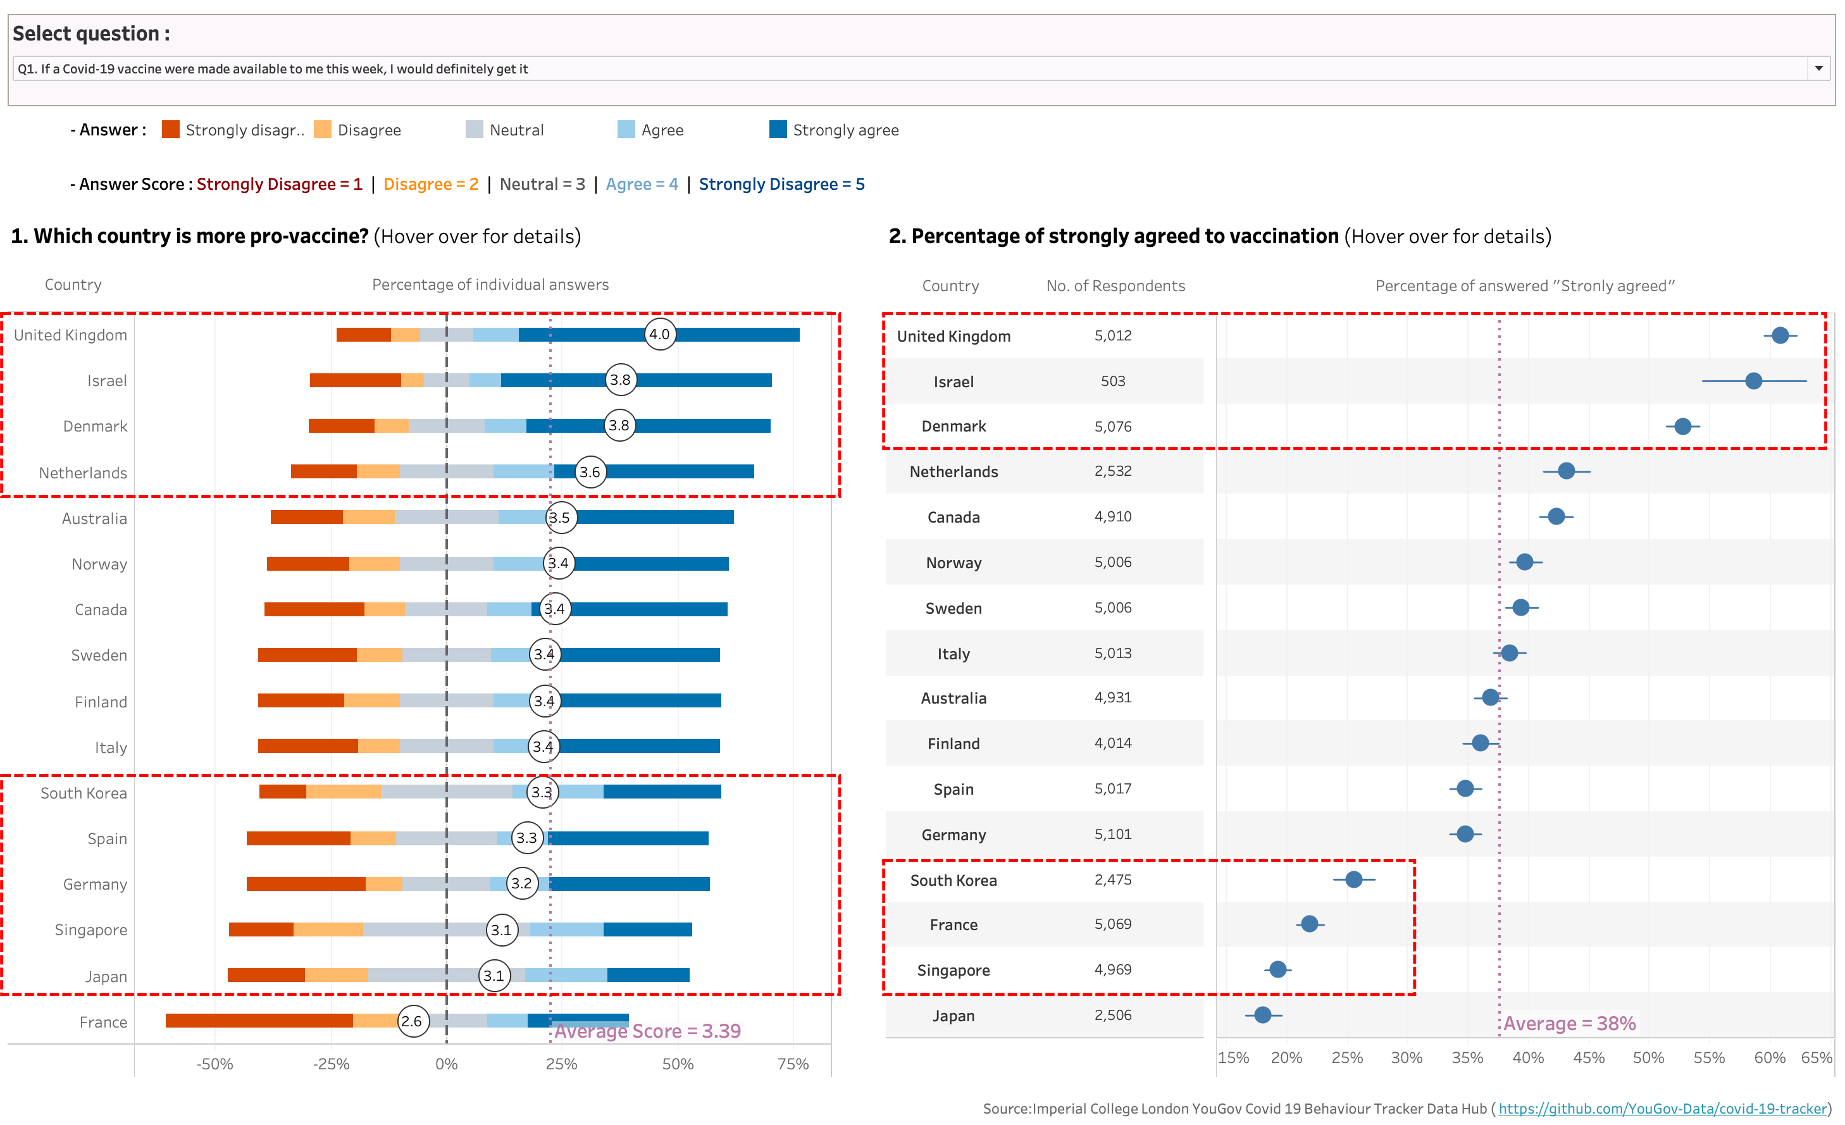 Select question :
Q1. If a Covid-19 vaccine were made available to me this week, I would definitely get it
- Answer : Strongly disagr.. Disagree Neutral Agree Strongly agree
- Answer Score : Strongly Disagree = 1 | Disagree = 2 | Neutral = 3 | Agree = 4 | Strongly Disagree = 5
1. Which country is more pro-vaccine? (Hover over for details)
Country Percentage of individual answers
United Kingdom 4.0
Israel 3.8
Denmark 3.8
Netherlands 3.6
Australia 3.5
Norway 3.4
Canada 3.4
Sweden 3.4
Finland 3.4
Italy 3.4
South Korea 3.3
Spain 3.3
Germany 3.2
Singapore 3.1
Japan 3.1
France 2.6
Average Score = 3.39
-50% -25% 0% 25% 50% 75%
2. Percentage of strongly agreed to vaccination (Hover over for details)
Country No. of Respondents Percentage of answered "Stronly agreed"
United Kingdom 5,012
Israel 503
Denmark 5,076
Netherlands 2,532
Canada 4,910
Norway 5,006
Sweden 5,006
Italy 5,013
Australia 4,931
Finland 4,014
Spain 5,017
Germany 5,101
South Korea 2,475
France 5,069
Singapore 4,969
Japan 2,506
Average = 38%
15% 20% 25% 30% 35% 40% 45% 50% 55% 60% 65%
Source:Imperial College London YouGov Covid 19 Behaviour Tracker Data Hub ( https://github.com/YouGov-Data/covid-19-tracker)